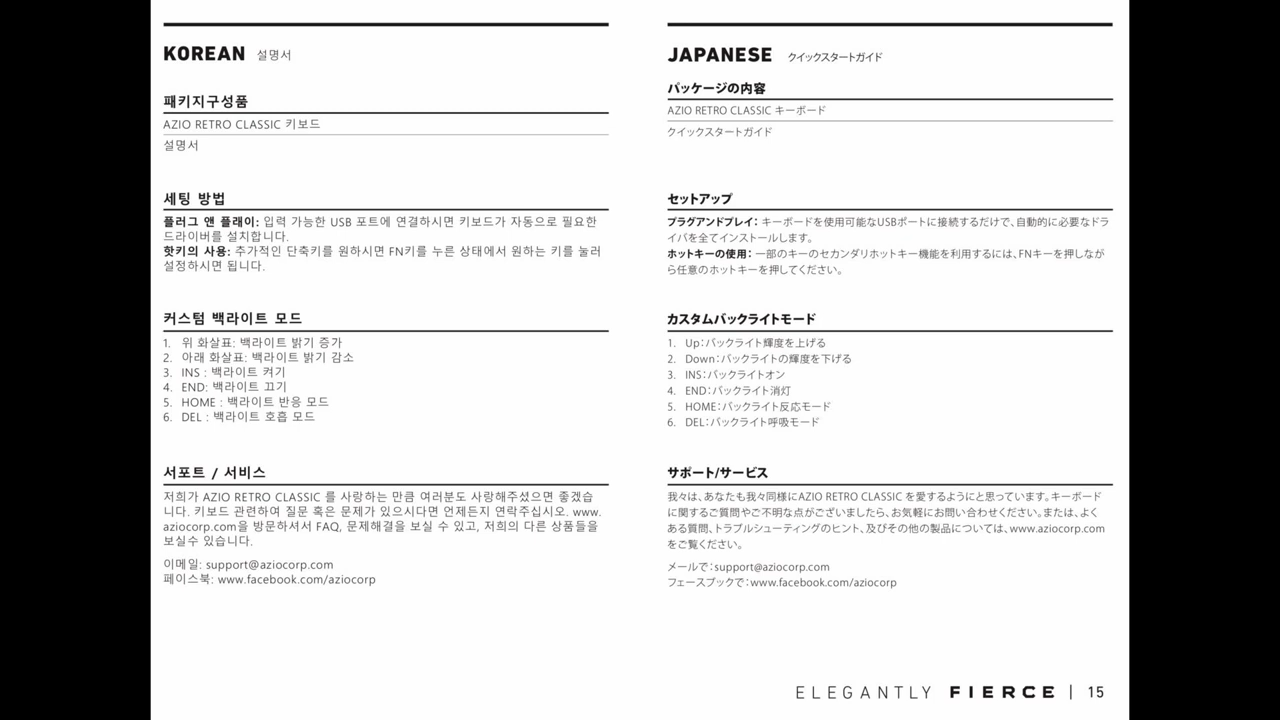 KOREAN 설명서
패키지구성품
AZIO RETRO CLASSIC 키보드
설명서
세팅 방법
플러그 앤 플래이: 입력 가능한 USB 포트에 연결하시면 키보드가 자동으로 필요한
드라이버를 설치합니다.
핫키의 사용: 추가적인 단축키를 원하시면 FN키를 누른 상태에서 원하는 키를 눌러
설정하시면 됩니다.
커스텀 백라이트 모드
1. 위 화살표: 백라이트 밝기 증가
2. 아래 화살표: 백라이트 밝기 감소
3. INS : 백라이트 켜기
4. END: 백라이트 끄기
5. HOME : 백라이트 반응 모드
6. DEL : 백라이트 호흡 모드
서포트 / 서비스
저희가 AZIO RETRO CLASSIC 를 사랑하는 만큼 여러분도 사랑해주셨으면 좋겠습
니다. 키보드 관련하여 질문 혹은 문제가 있으시다면 언제든지 연락주십시오. www.
aziocorp.com을 방문하셔서 FAQ, 문제해결을 보실 수 있고, 저희의 다른 상품들을
보실수 있습니다.
이메일: support@aziocorp.com
페이스북: www.facebook.com/aziocorp
JAPANESE クイックスタートガイド
パッケージの内容
AZIO RETRO CLASSIC キーボード
クイックスタートガイド
セットアップ
プラグアンドプレイ: キーボードを使用可能なUSBポートに接続するだけで、自動的に必要なドラ
イバを全てインストールします。
ホットキーの使用: 一部のキーのセカンダリホットキー機能を利用するには、FNキーを押しなが
ら任意のホットキーを押してください。
カスタムバックライトモード
1. Up:バックライト輝度を上げる
2. Down:バックライトの輝度を下げる
3. INS:バックライトオン
4. END:バックライト消灯
5. HOME:バックライト反応モード
6. DEL:バックライト呼吸モード
サポート/サービス
我々は、あなたも我々同様にAZIO RETRO CLASSIC を愛するようにと思っています。キーボード
に関するご質問やご不明な点がございましたら、お気軽にお問い合わせください。または、よく
ある質問、トラブルシューティングのヒント、及びその他の製品については、www.aziocorp.com
をご覧ください。
メールで:support@aziocorp.com
フェースブックで:www.facebook.com/aziocorp
ELEGANTLY FIERCE | 15